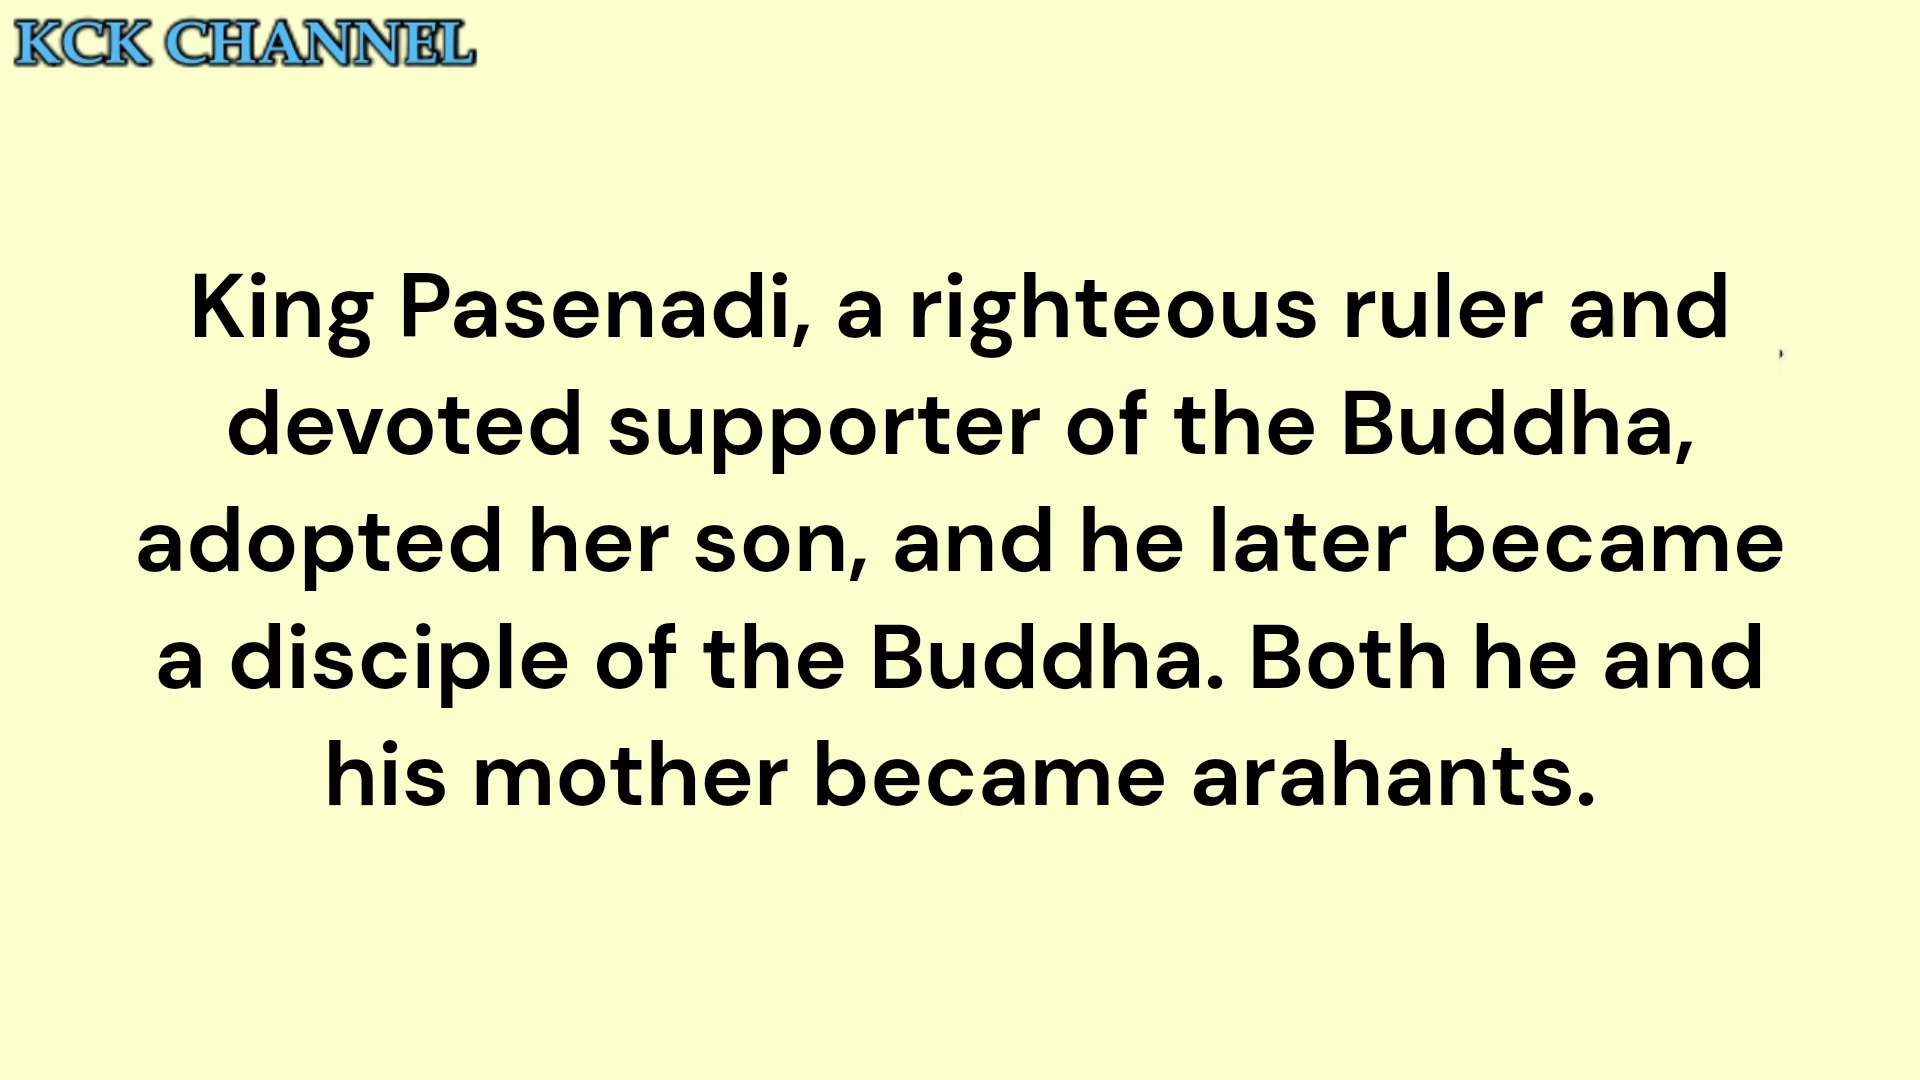 KCK CHANNEL
King Pasenadi, a righteous ruler and
devoted supporter of the Buddha,
adopted her son, and he later became
a disciple of the Buddha. Both he and
his mother became arahants.